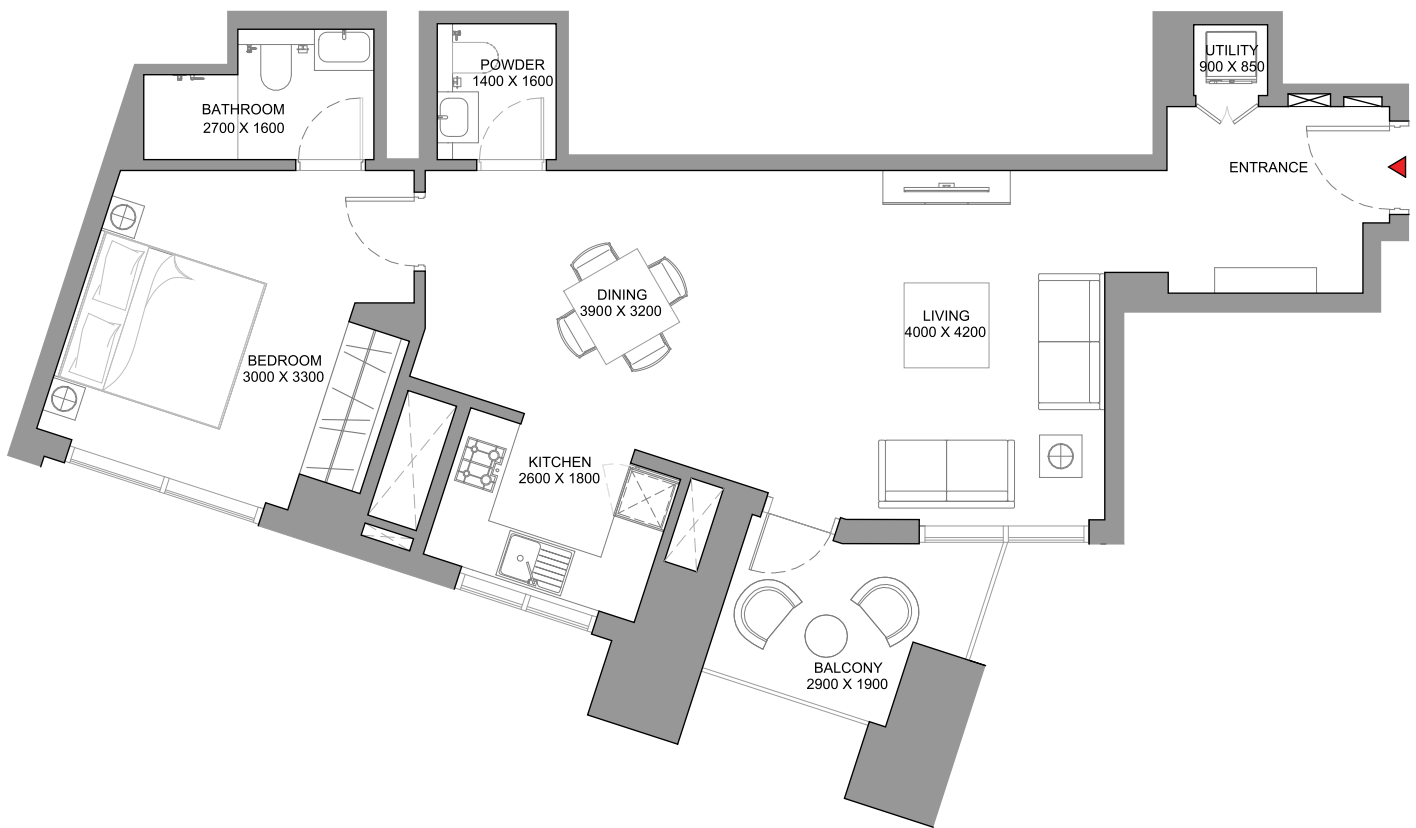 UTILITY
900 X 850
POWDER
1400 X 1600
BATHROOM
2700 X 1600
ENTRANCE
DINING
3900 X 3200
LIVING
4000 X 4200
BEDROOM
3000 X 3300
KITCHEN
2600 X 1800
BALCONY
2900 X 1900